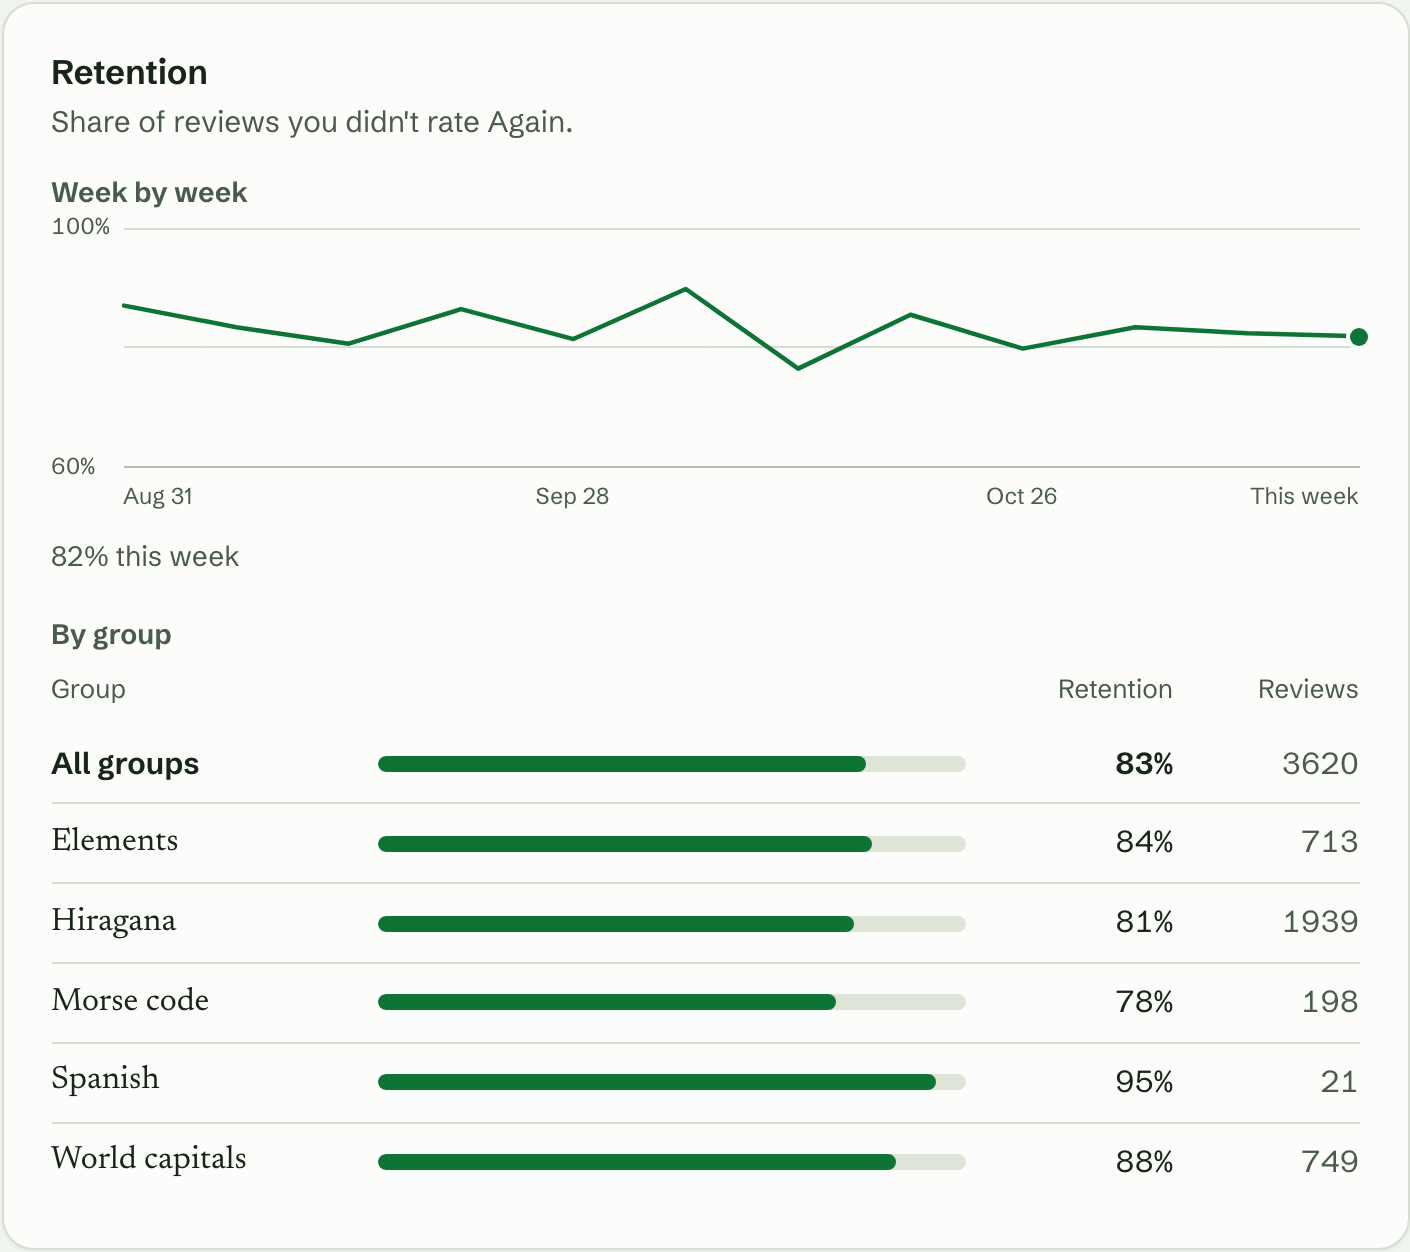 Retention
Share of reviews you didn't rate Again.
Week by week
100%
60%
Aug 31 Sep 28 Oct 26 This week
82% this week
By group
Group Retention Reviews
All groups 83% 3620
Elements 84% 713
Hiragana 81% 1939
Morse code 78% 198
Spanish 95% 21
World capitals 88% 749